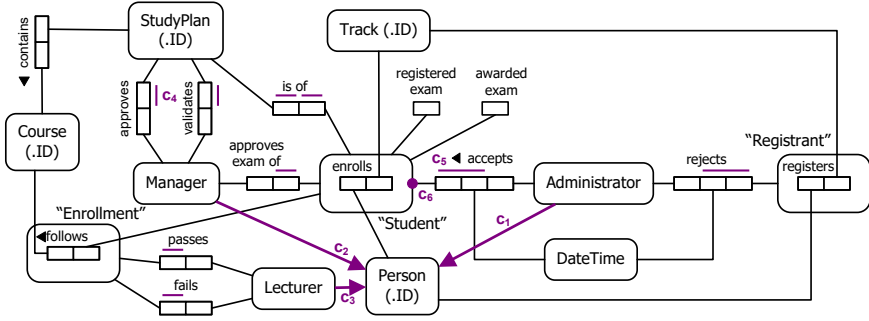 StudyPlan
(.ID)
Track (.ID)
contains
approves
c4
validates
is of
registered
exam
awarded
exam
Course
(.ID)
approves
exam of
enrolls
c5
accepts
rejects
"Registrant"
registers
Manager
c6
Administrator
"Enrollment"
"Student"
c1
follows
passes
c2
DateTime
fails
Lecturer
c3
Person
(.ID)